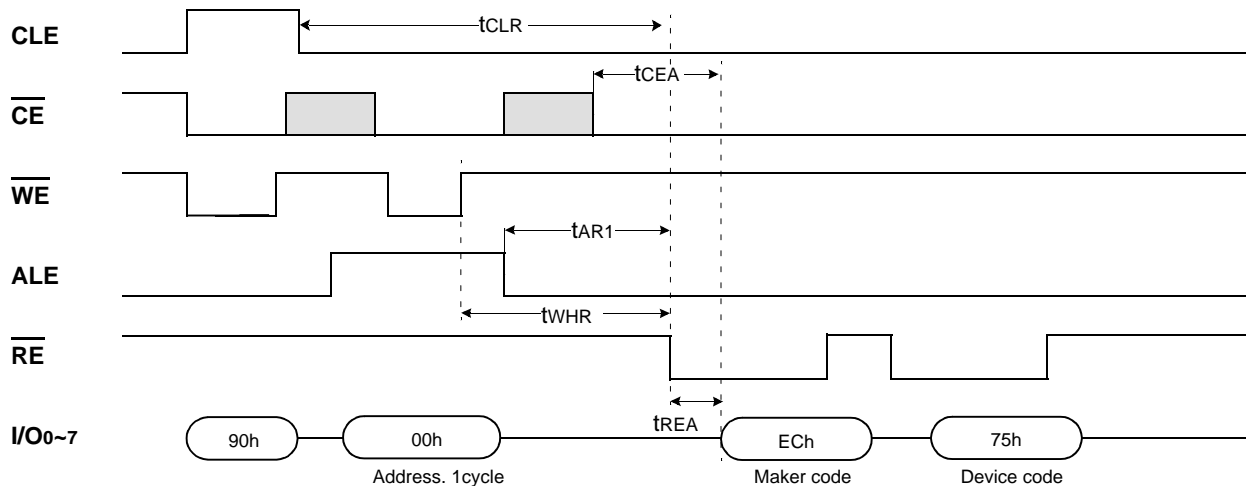 CLE
tCLR
tCEA
CE
WE
tAR1
ALE
tWHR
RE
tREA
I/O0~7
90h
00h
ECh
75h
Address. 1cycle
Maker code
Device code